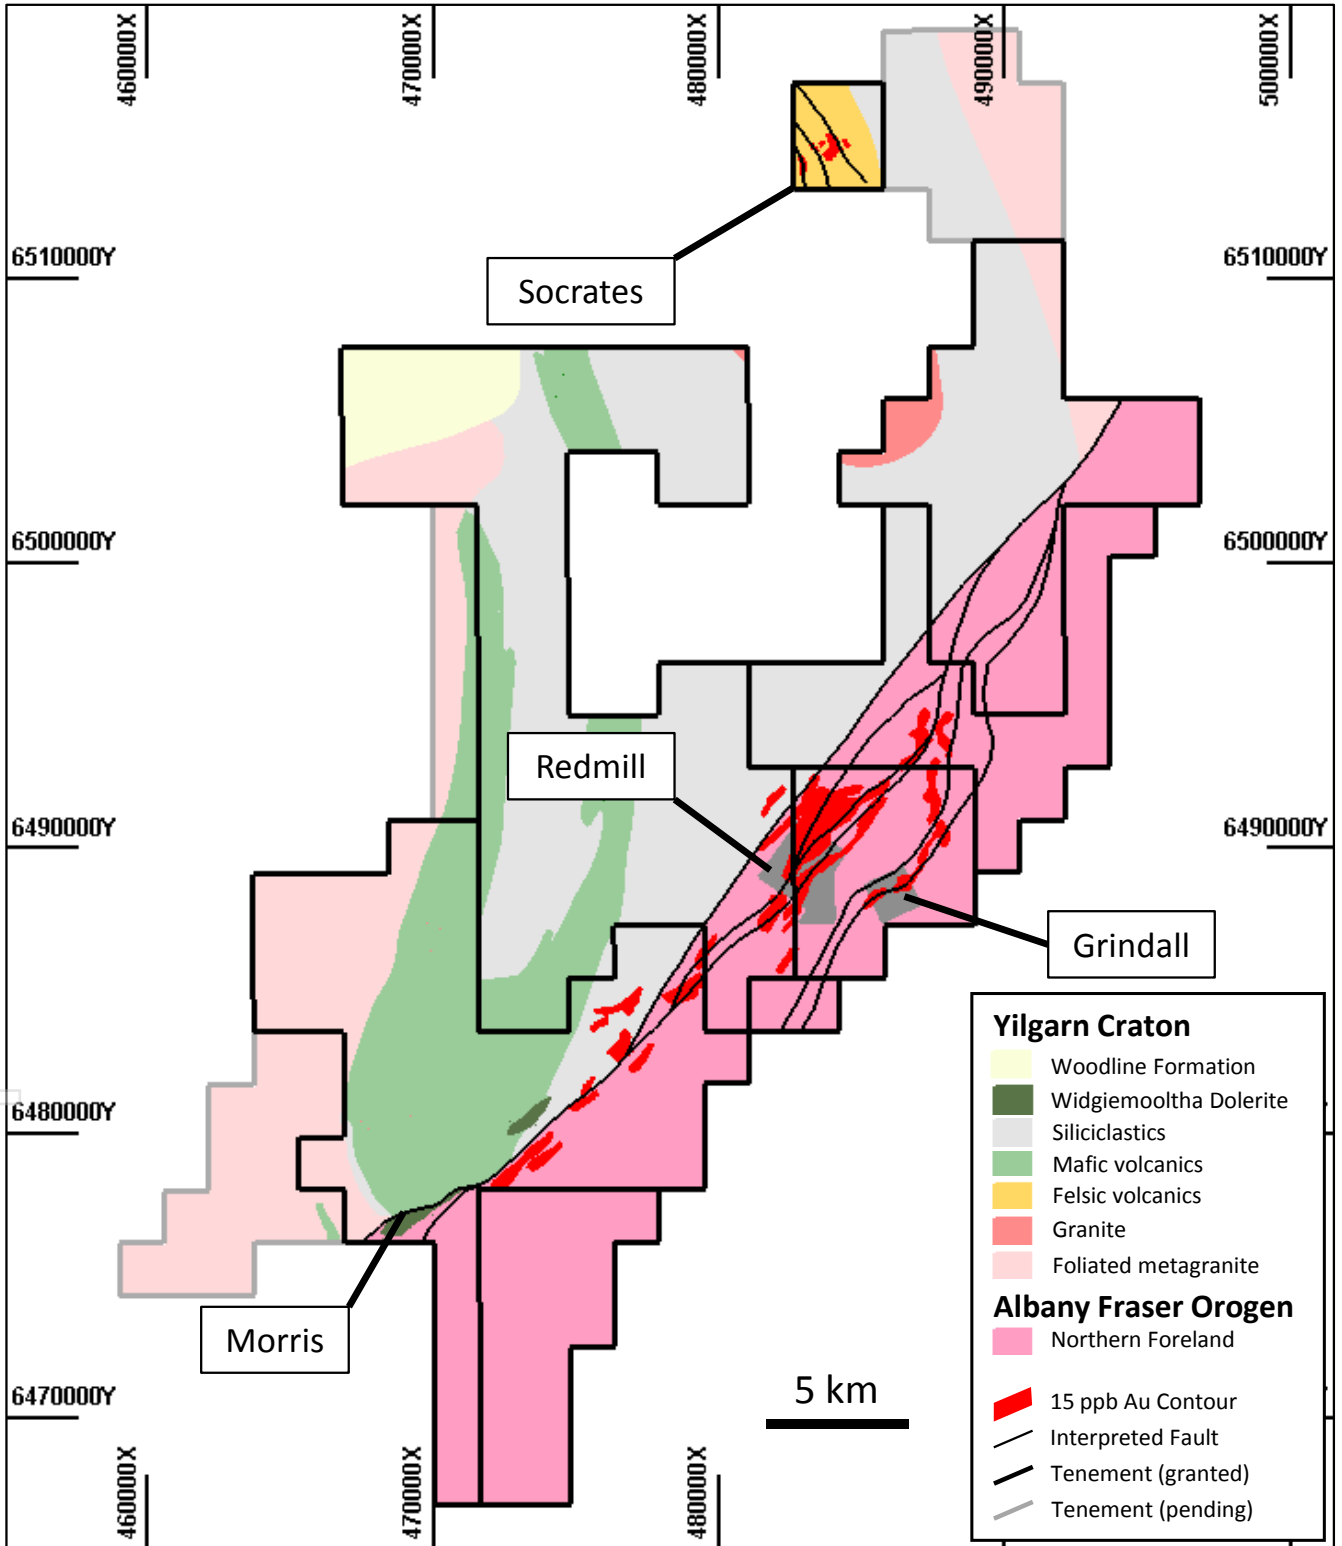 460000X
470000X
480000X
490000X
500000X
6510000Y
6510000Y
Socrates
6500000Y
6500000Y
Redmill
6490000Y
6490000Y
Grindall
Yilgarn Craton
Woodline Formation
Widgiemooltha Dolerite
Siliciclastics
Mafic volcanics
Felsic volcanics
Granite
Foliated metagranite
Albany Fraser Orogen
Northern Foreland
15 ppb Au Contour
Interpreted Fault
Tenement (granted)
Tenement (pending)
6480000Y
Morris
5 km
6470000Y
460000X
470000X
480000X